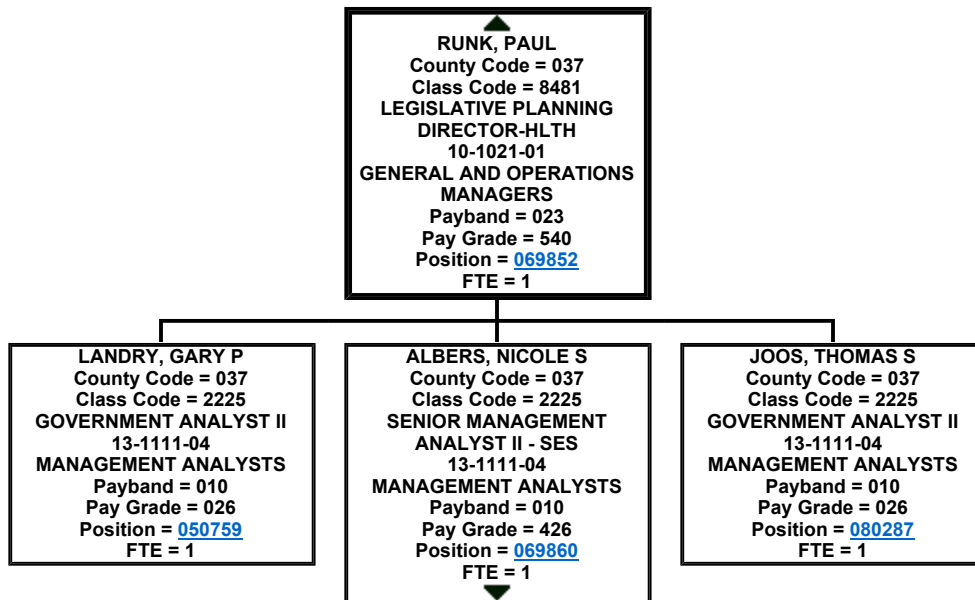 RUNK, PAUL
County Code = 037
Class Code = 8481
LEGISLATIVE PLANNING
DIRECTOR-HLTH
10-1021-01
GENERAL AND OPERATIONS
MANAGERS
Payband = 023
Pay Grade = 540
Position = 069852
FTE = 1
LANDRY, GARY P
County Code = 037
Class Code = 2225
GOVERNMENT ANALYST II
13-1111-04
MANAGEMENT ANALYSTS
Payband = 010
Pay Grade = 026
Position = 050759
FTE = 1
ALBERS, NICOLE S
County Code = 037
Class Code = 2225
SENIOR MANAGEMENT
ANALYST II - SES
13-1111-04
MANAGEMENT ANALYSTS
Payband = 010
Pay Grade = 426
Position = 069860
FTE = 1
JOOS, THOMAS S
County Code = 037
Class Code = 2225
GOVERNMENT ANALYST II
13-1111-04
MANAGEMENT ANALYSTS
Payband = 010
Pay Grade = 026
Position = 080287
FTE = 1